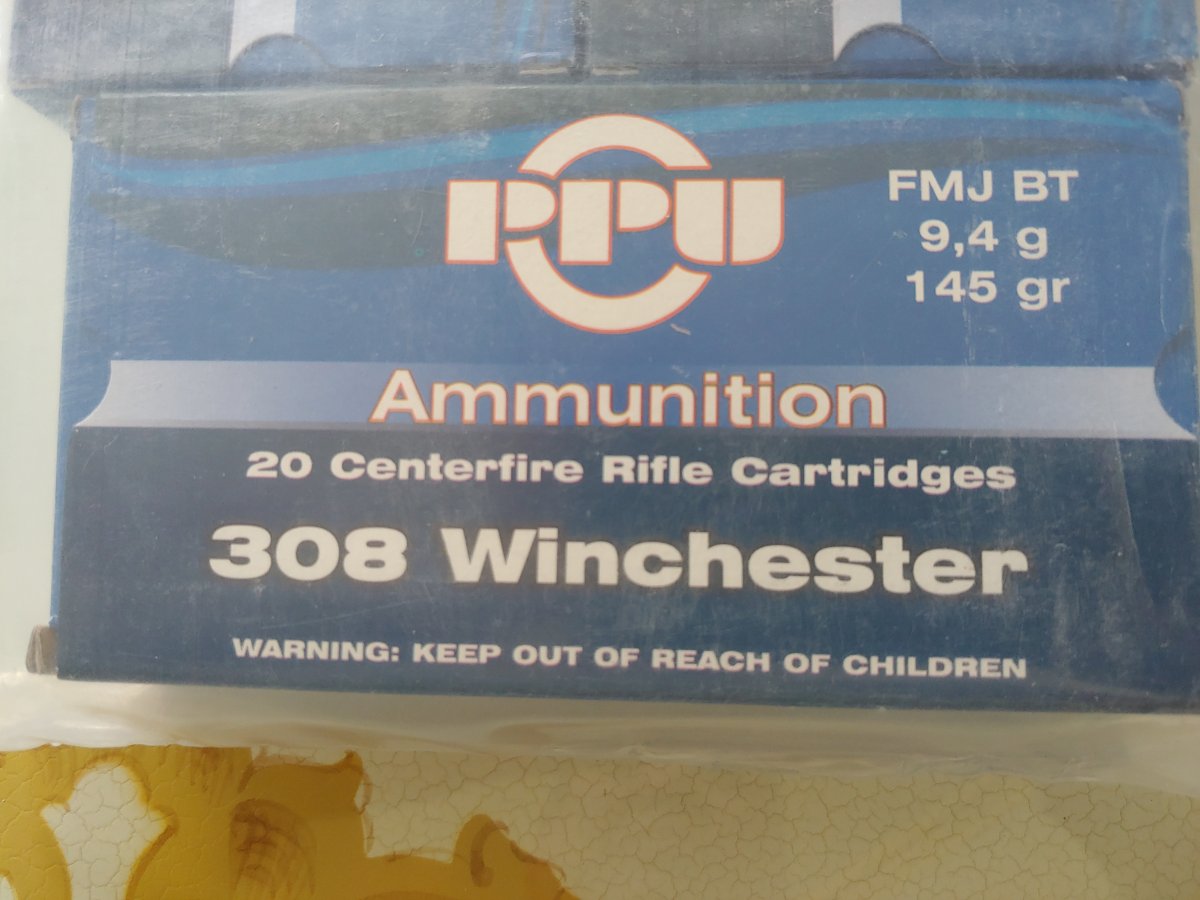 PPU
FMJ BT
9,4 g
145 gr
Ammunition
20 Centerfire Rifle Cartridges
308 Winchester
WARNING: KEEP OUT OF REACH OF CHILDREN